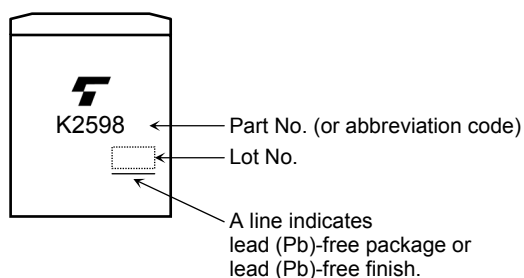 K2598
Part No. (or abbreviation code)
Lot No.
A line indicates
lead (Pb)-free package or
lead (Pb)-free finish.